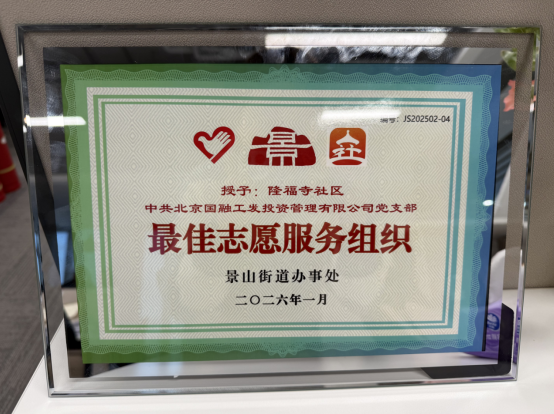 编号：JS202502-04
景
社
授予：隆福寺社区
中共北京国融工发投资管理有限公司党支部
最佳志愿服务组织
景山街道办事处
二〇二六年一月